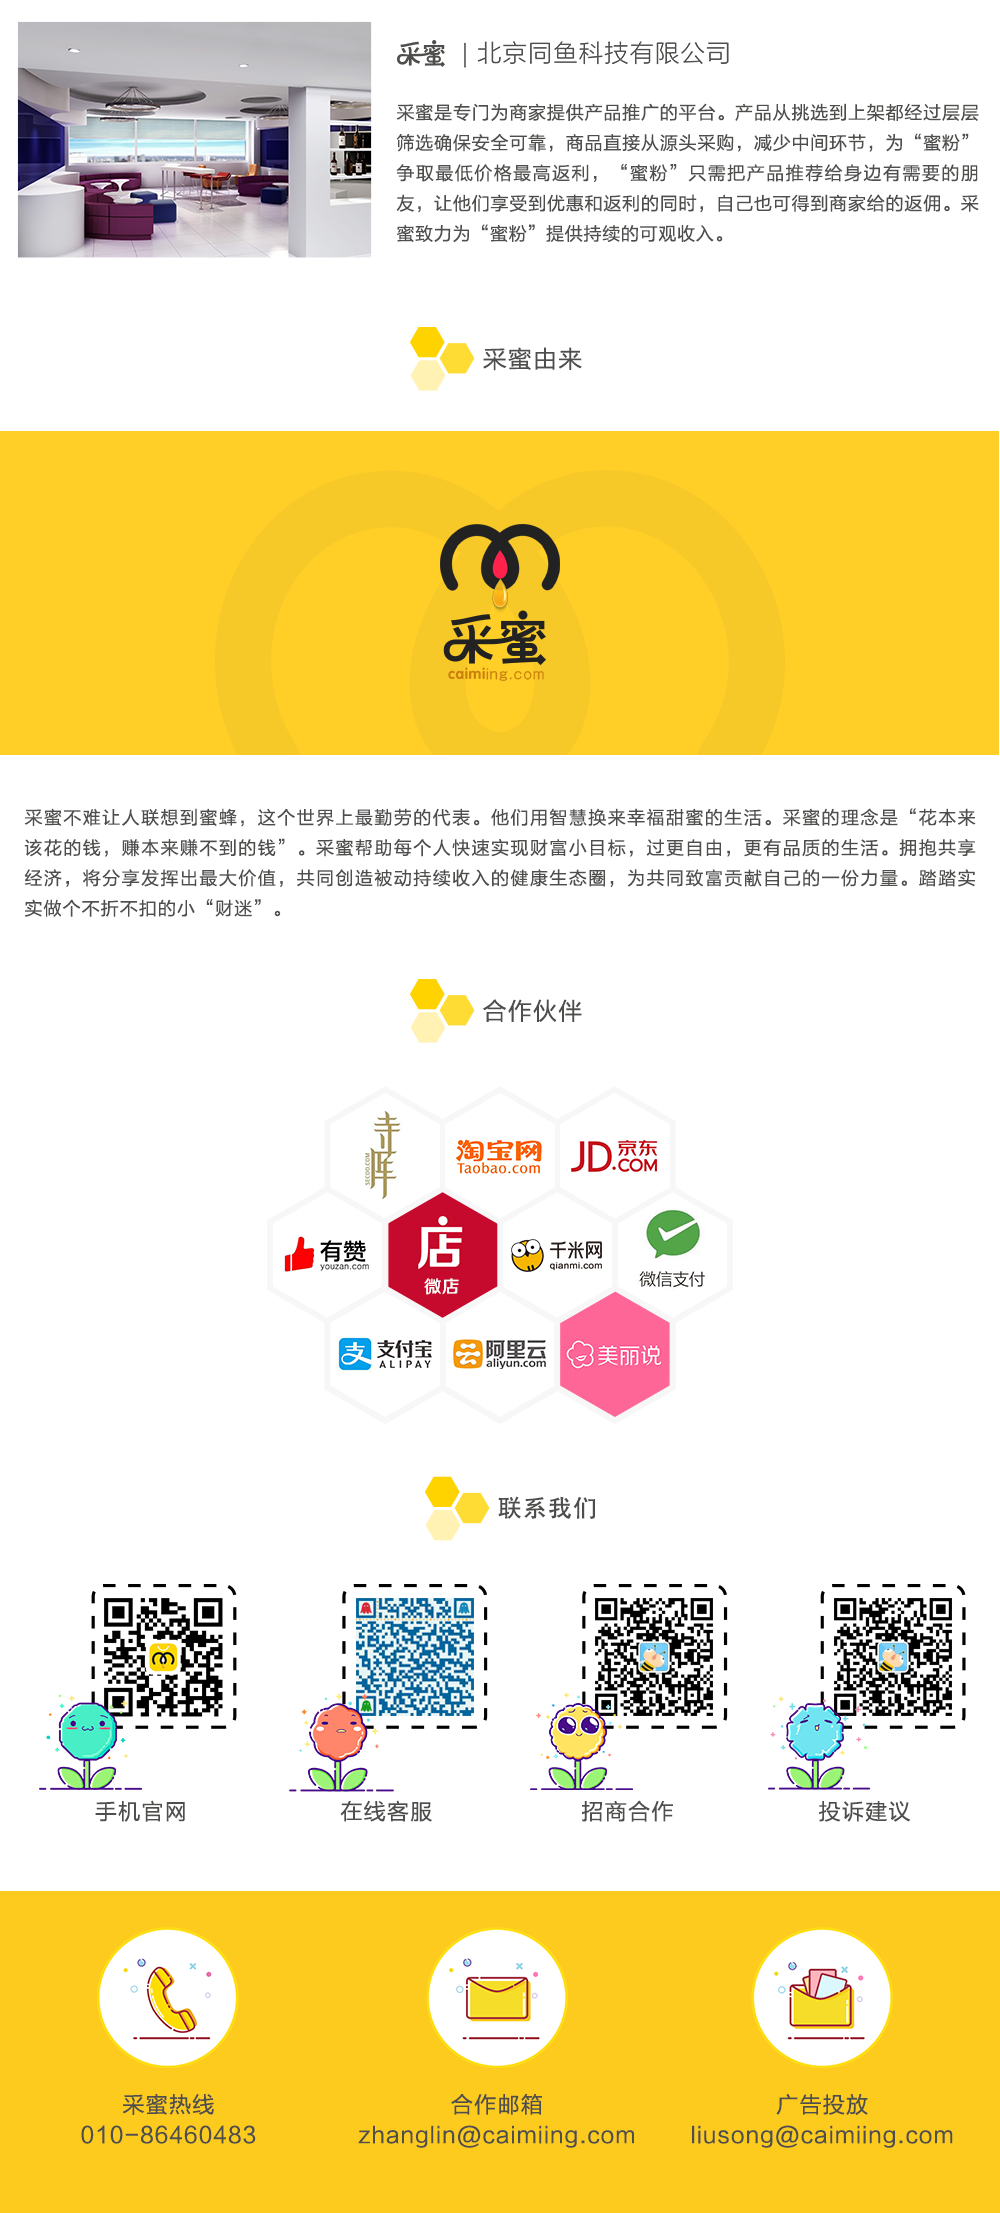 采蜜 | 北京同鱼科技有限公司
采蜜是专门为商家提供产品推广的平台。产品从挑选到上架都经过层层
筛选确保安全可靠，商品直接从源头采购，减少中间环节，为“蜜粉”
争取最低价格最高返利，“蜜粉”只需把产品推荐给身边有需要的朋
友，让他们享受到优惠和返利的同时，自己也可得到商家给的返佣。采
蜜致力为“蜜粉”提供持续的可观收入。
采蜜由来
采蜜
caimiing.com
采蜜不难让人联想到蜜蜂，这个世界上最勤劳的代表。他们用智慧换来幸福甜蜜的生活。采蜜的理念是“花本来
该花的钱，赚本来赚不到的钱”。采蜜帮助每个人快速实现财富小目标，过更自由，更有品质的生活。拥抱共享
经济，将分享发挥出最大价值，共同创造被动持续收入的健康生态圈，为共同致富贡献自己的一份力量。踏踏实
实做个不折不扣的小“财迷”。
合作伙伴
寺库
SECOO.COM
淘宝网
Taobao.com
JD.京东
.COM
有赞
youzan.com
店
微店
千米网
qianmi.com
微信支付
支 支付宝
ALIPAY
阿里云
aliyun.com
美丽说
联系我们
手机官网
在线客服
招商合作
投诉建议
采蜜热线
010-86460483
合作邮箱
zhanglin@caimiing.com
广告投放
liusong@caimiing.com